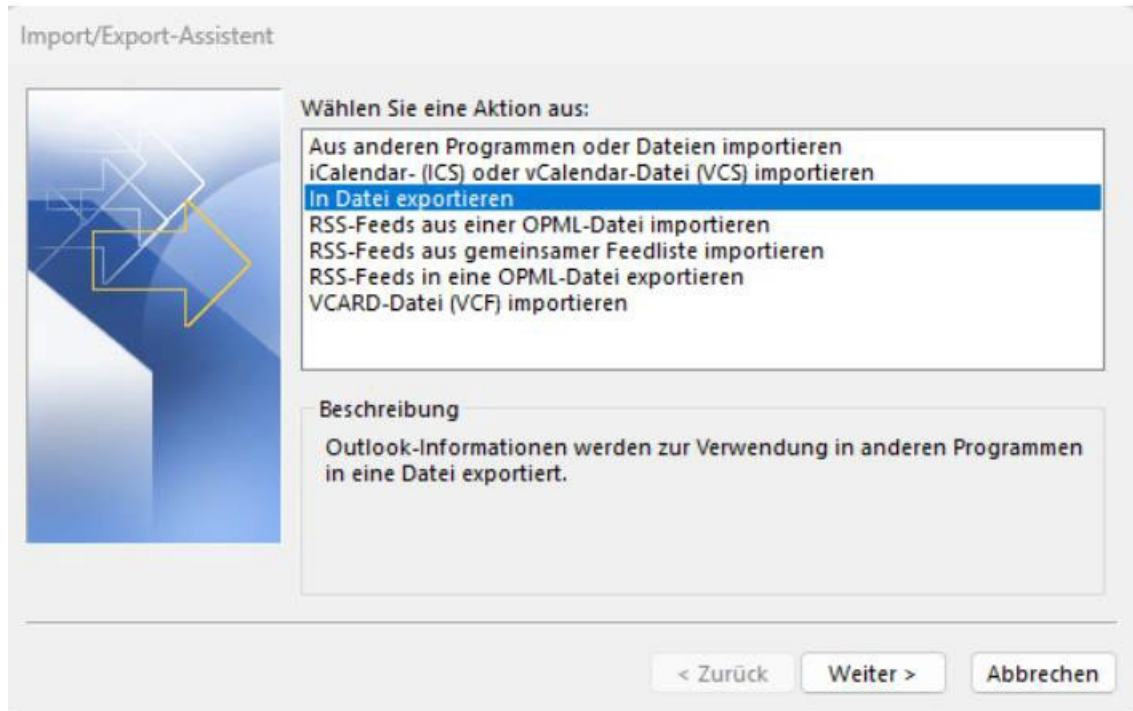 Import/Export-Assistent
Wählen Sie eine Aktion aus:
Aus anderen Programmen oder Dateien importieren
iCalendar- (ICS) oder vCalendar-Datei (VCS) importieren
In Datei exportieren
RSS-Feeds aus einer OPML-Datei importieren
RSS-Feeds aus gemeinsamer Feedliste importieren
RSS-Feeds in eine OPML-Datei exportieren
VCARD-Datei (VCF) importieren
Beschreibung
Outlook-Informationen werden zur Verwendung in anderen Programmen
in eine Datei exportiert.
< Zurück Weiter > Abbrechen